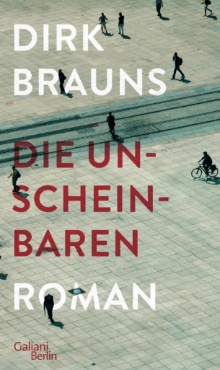 DIRK
BRAUNS
DIE UN-
SCHEIN-
BAREN
ROMAN
Galiani
Berlin